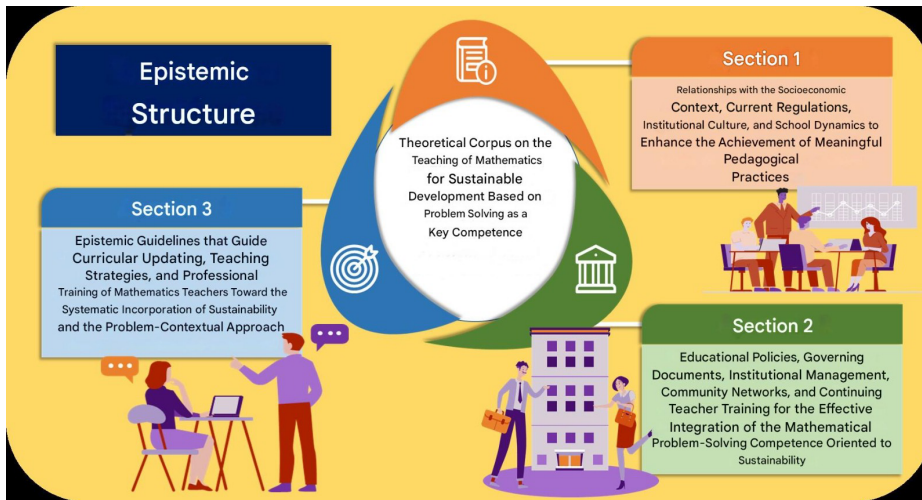 Epistemic
Structure
Theoretical Corpus on the
Teaching of Mathematics
for Sustainable
Development Based on
Problem Solving as a
Key Competence
Section 1
Relationships with the Socioeconomic
Context, Current Regulations,
Institutional Culture, and School Dynamics to
Enhance the Achievement of Meaningful
Pedagogical
Practices
Section 3
Epistemic Guidelines that Guide
Curricular Updating, Teaching
Strategies, and Professional
Training of Mathematics Teachers Toward the
Systematic Incorporation of Sustainability
and the Problem-Contextual Approach
Section 2
Educational Policies, Governing
Documents, Institutional Management,
Community Networks, and Continuing
Teacher Training for the Effective
Integration of the Mathematical
Problem-Solving Competence Oriented to
Sustainability